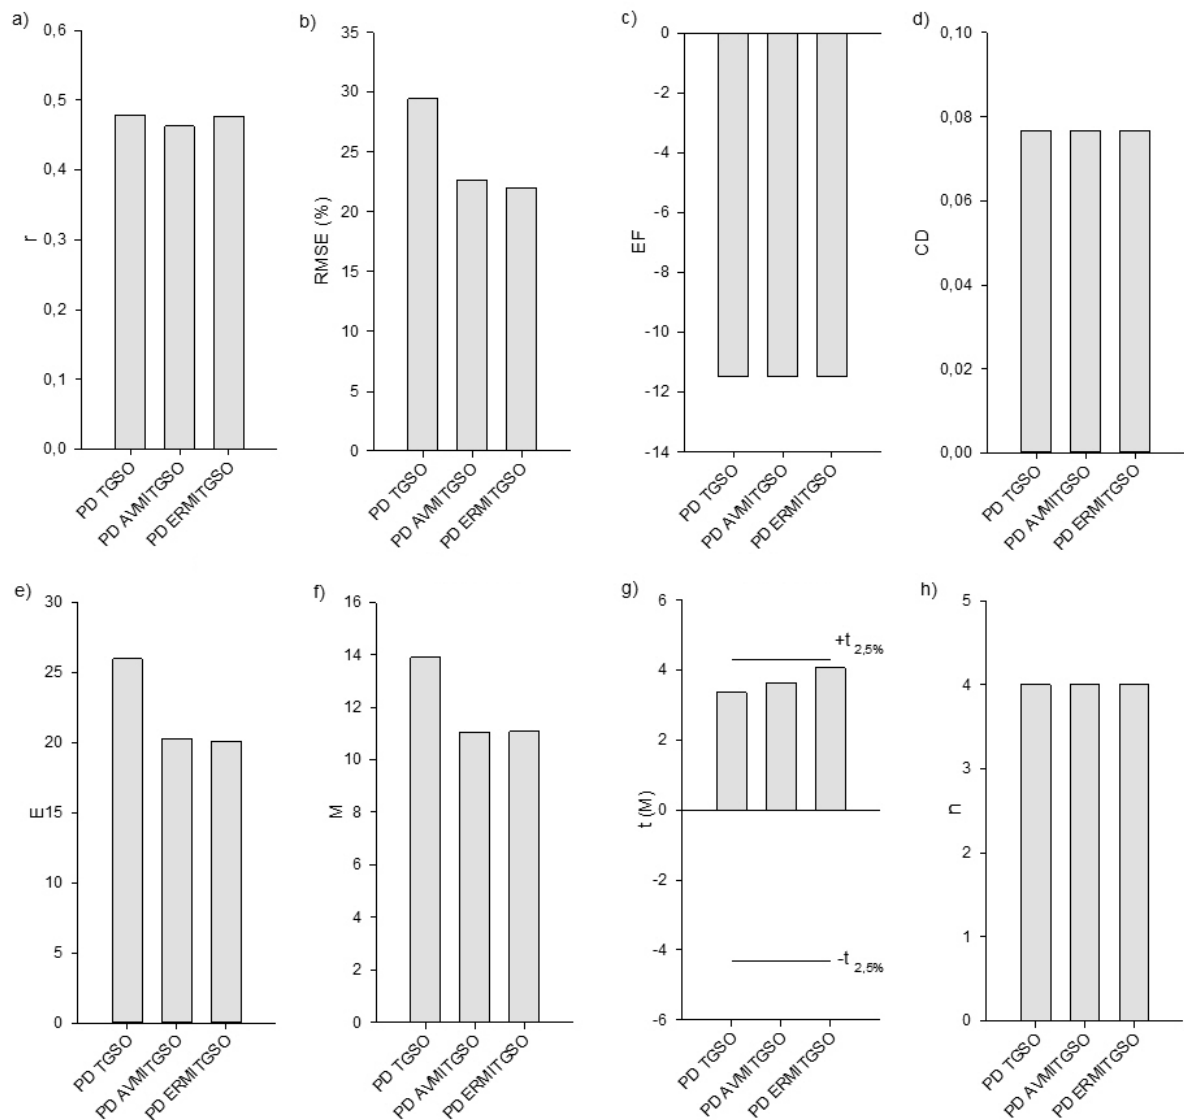 a)
0,6
0,5
0,4
0,3
0,2
0,1
0,0
r
PD TGSO
PD AVMITGSO
PD ERMITGSO
b)
35
30
25
20
15
10
5
0
RMSE (%)
PD TGSO
PD AVMITGSO
PD ERMITGSO
c)
0
-2
-4
-6
-8
-10
-12
-14
EF
PD TGSO
PD AVMITGSO
PD ERMITGSO
d)
0,10
0,08
0,06
0,04
0,02
0,00
CD
PD TGSO
PD AVMITGSO
PD ERMITGSO
e)
30
25
20
15
10
5
0
E
PD TGSO
PD AVMITGSO
PD ERMITGSO
f)
16
14
12
10
8
6
4
2
0
M
PD TGSO
PD AVMITGSO
PD ERMITGSO
g)
6
4
2
0
-2
-4
-6
t (M)
+t 2,5%
-t 2,5%
PD TGSO
PD AVMITGSO
PD ERMITGSO
h)
5
4
3
2
1
0
n
PD TGSO
PD AVMITGSO
PD ERMITGSO